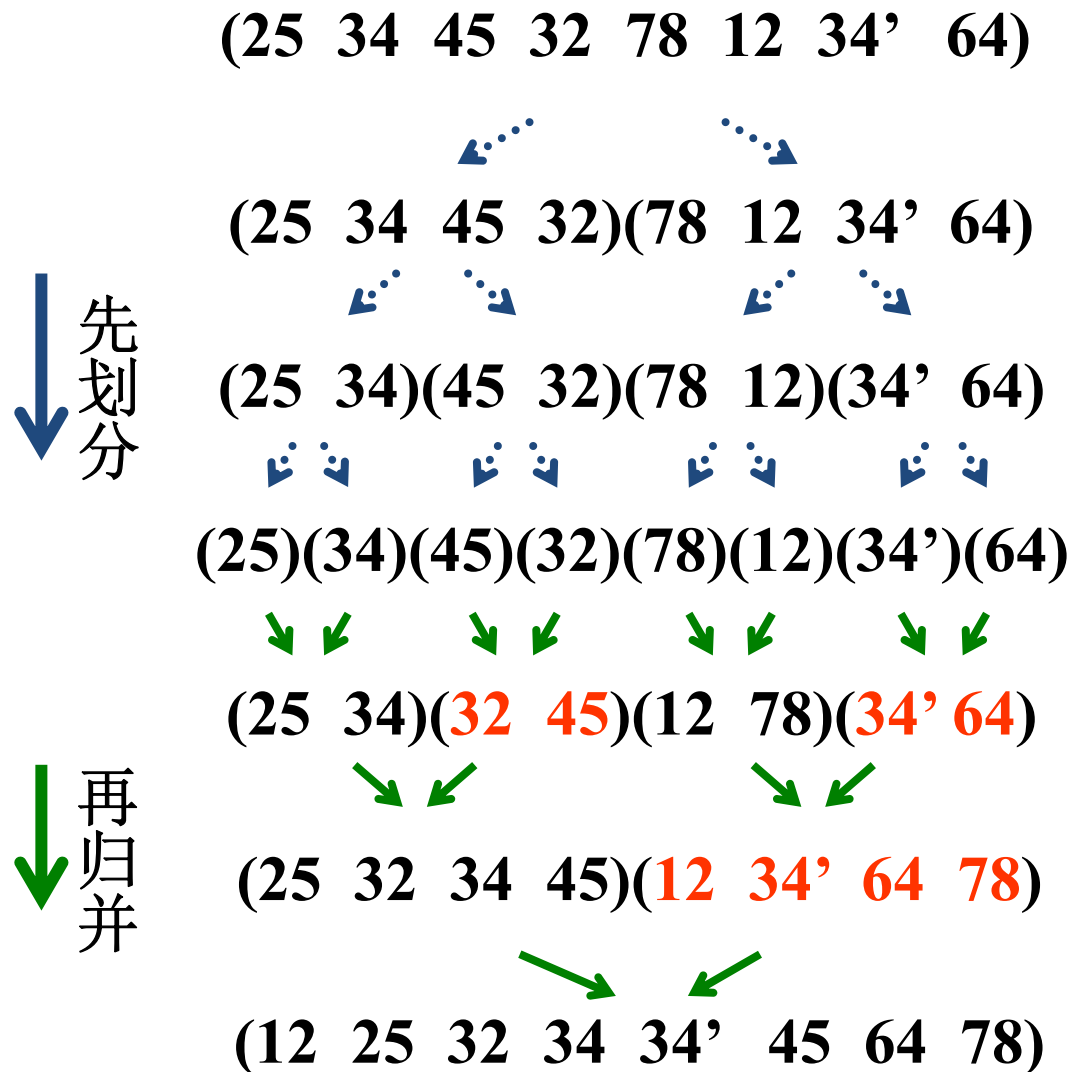 (25 34 45 32 78 12 34’ 64)
(25 34 45 32)(78 12 34’ 64)
先划分
(25 34)(45 32)(78 12)(34’ 64)
(25)(34)(45)(32)(78)(12)(34’)(64)
(25 34)(32 45)(12 78)(34’ 64)
再归并
(25 32 34 45)(12 34’ 64 78)
(12 25 32 34 34’ 45 64 78)